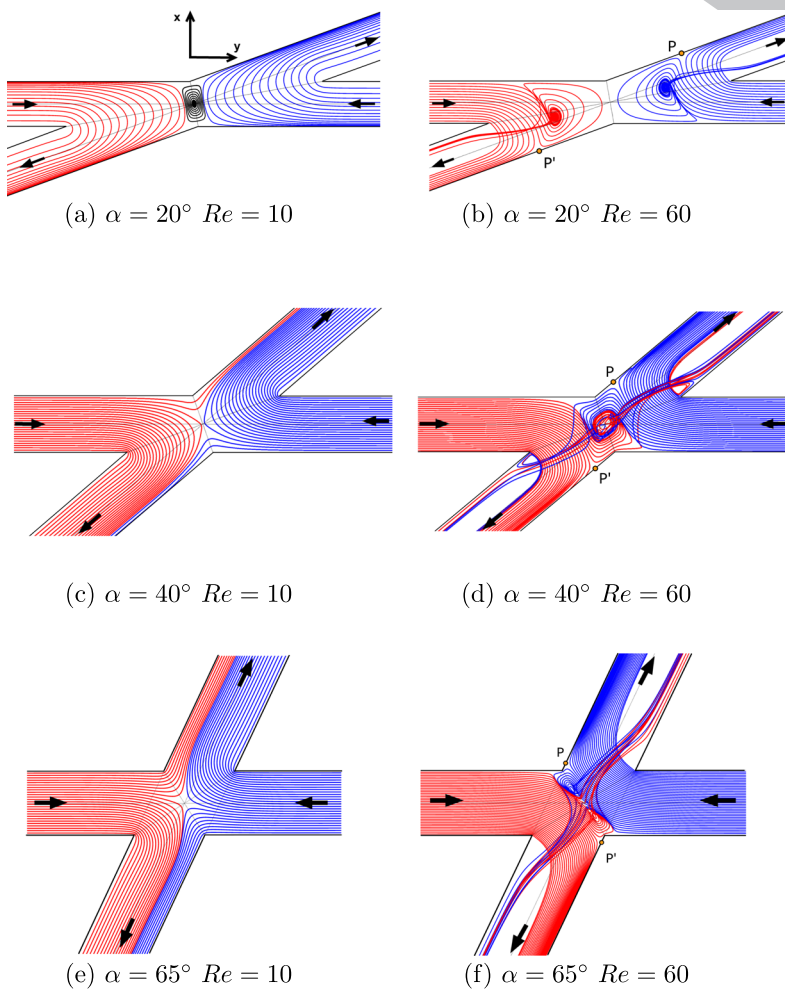 x
y
P
P'
(a) α = 20° Re = 10
(b) α = 20° Re = 60
P
P'
(c) α = 40° Re = 10
(d) α = 40° Re = 60
P
P'
(e) α = 65° Re = 10
(f) α = 65° Re = 60